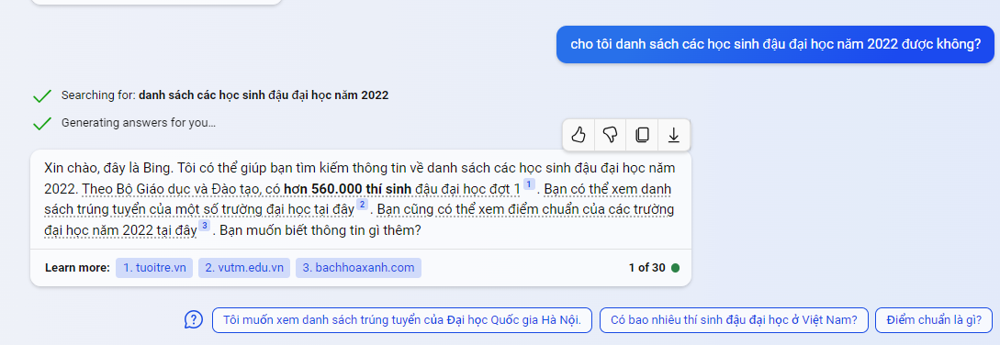 cho tôi danh sách các học sinh đậu đại học năm 2022 được không?
Searching for: danh sách các học sinh đậu đại học năm 2022
Generating answers for you...
Xin chào, đây là Bing. Tôi có thể giúp bạn tìm kiếm thông tin về danh sách các học sinh đậu đại học năm
2022. Theo Bộ Giáo dục và Đào tạo, có hơn 560.000 thí sinh đậu đại học đợt 1 1 . Bạn có thể xem danh
sách trúng tuyển của một số trường đại học tại đây 2 . Bạn cũng có thể xem điểm chuẩn của các trường
đại học năm 2022 tại đây 3 . Bạn muốn biết thông tin gì thêm?
Learn more: 1. tuoitre.vn 2. vutm.edu.vn 3. bachhoaxanh.com 1 of 30
Tôi muốn xem danh sách trúng tuyển của Đại học Quốc gia Hà Nội. Có bao nhiêu thí sinh đậu đại học ở Việt Nam? Điểm chuẩn là gì?